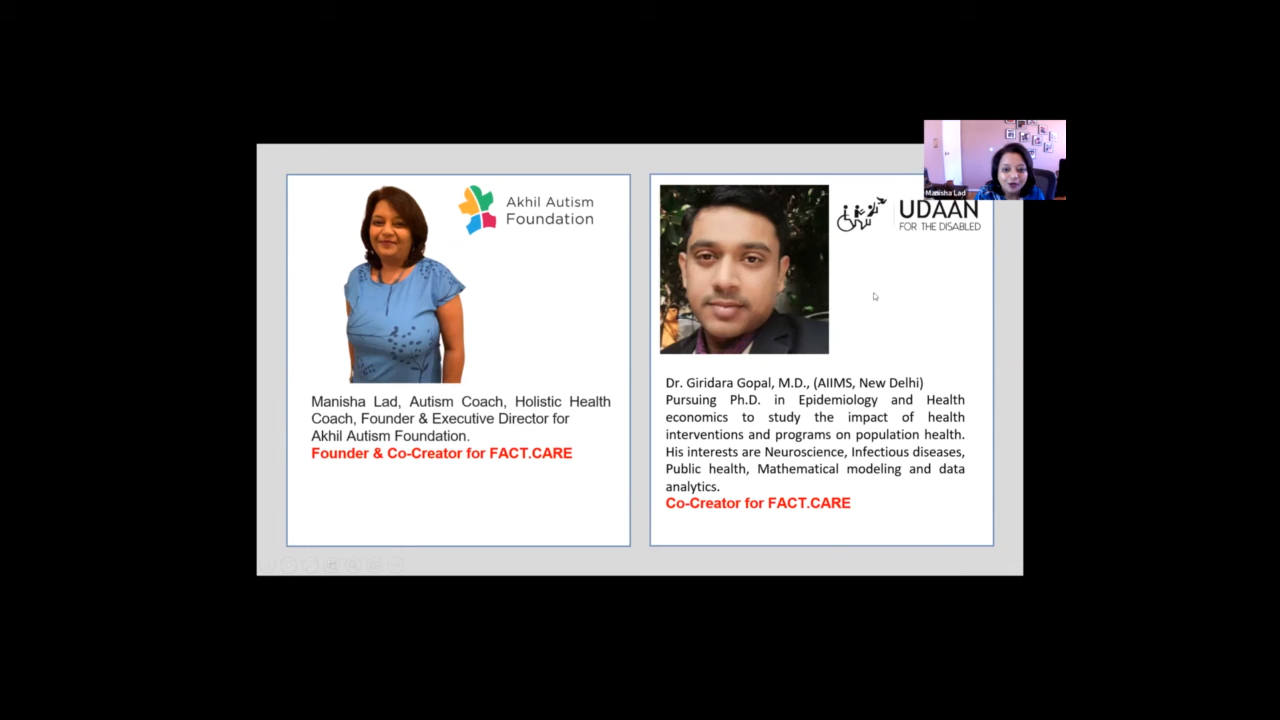 Manisha Lad
Akhil Autism
Foundation
Manisha Lad, Autism Coach, Holistic Health
Coach, Founder & Executive Director for
Akhil Autism Foundation.
Founder & Co-Creator for FACT.CARE
UDAAN
FOR THE DISABLED
Dr. Giridara Gopal, M.D., (AIIMS, New Delhi)
Pursuing Ph.D. in Epidemiology and Health
economics to study the impact of health
interventions and programs on population health.
His interests are Neuroscience, Infectious diseases,
Public health, Mathematical modeling and data
analytics.
Co-Creator for FACT.CARE